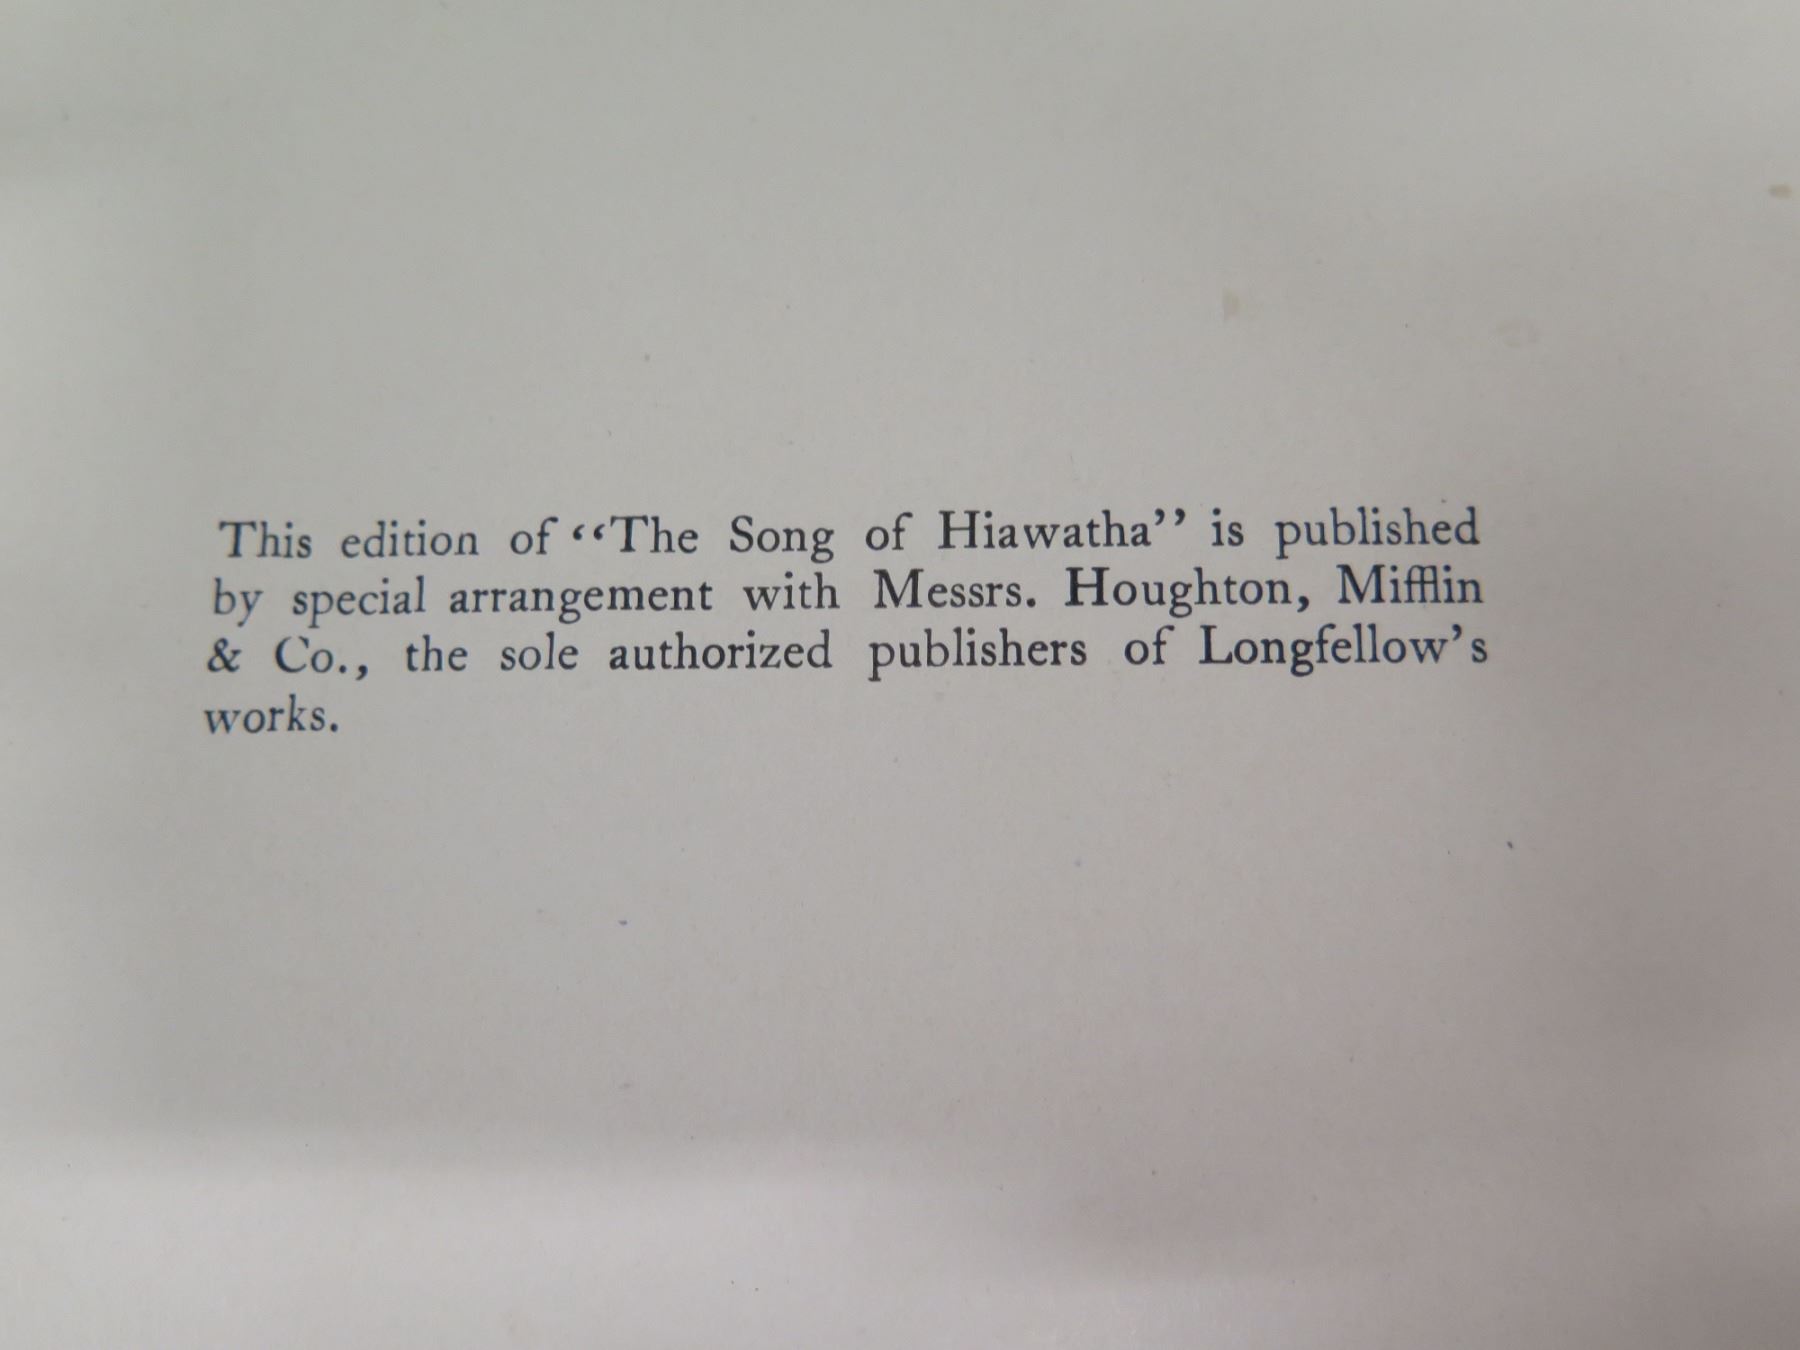 This edition of “The Song of Hiawatha” is published
by special arrangement with Messrs. Houghton, Mifflin
& Co., the sole authorized publishers of Longfellow’s
works.